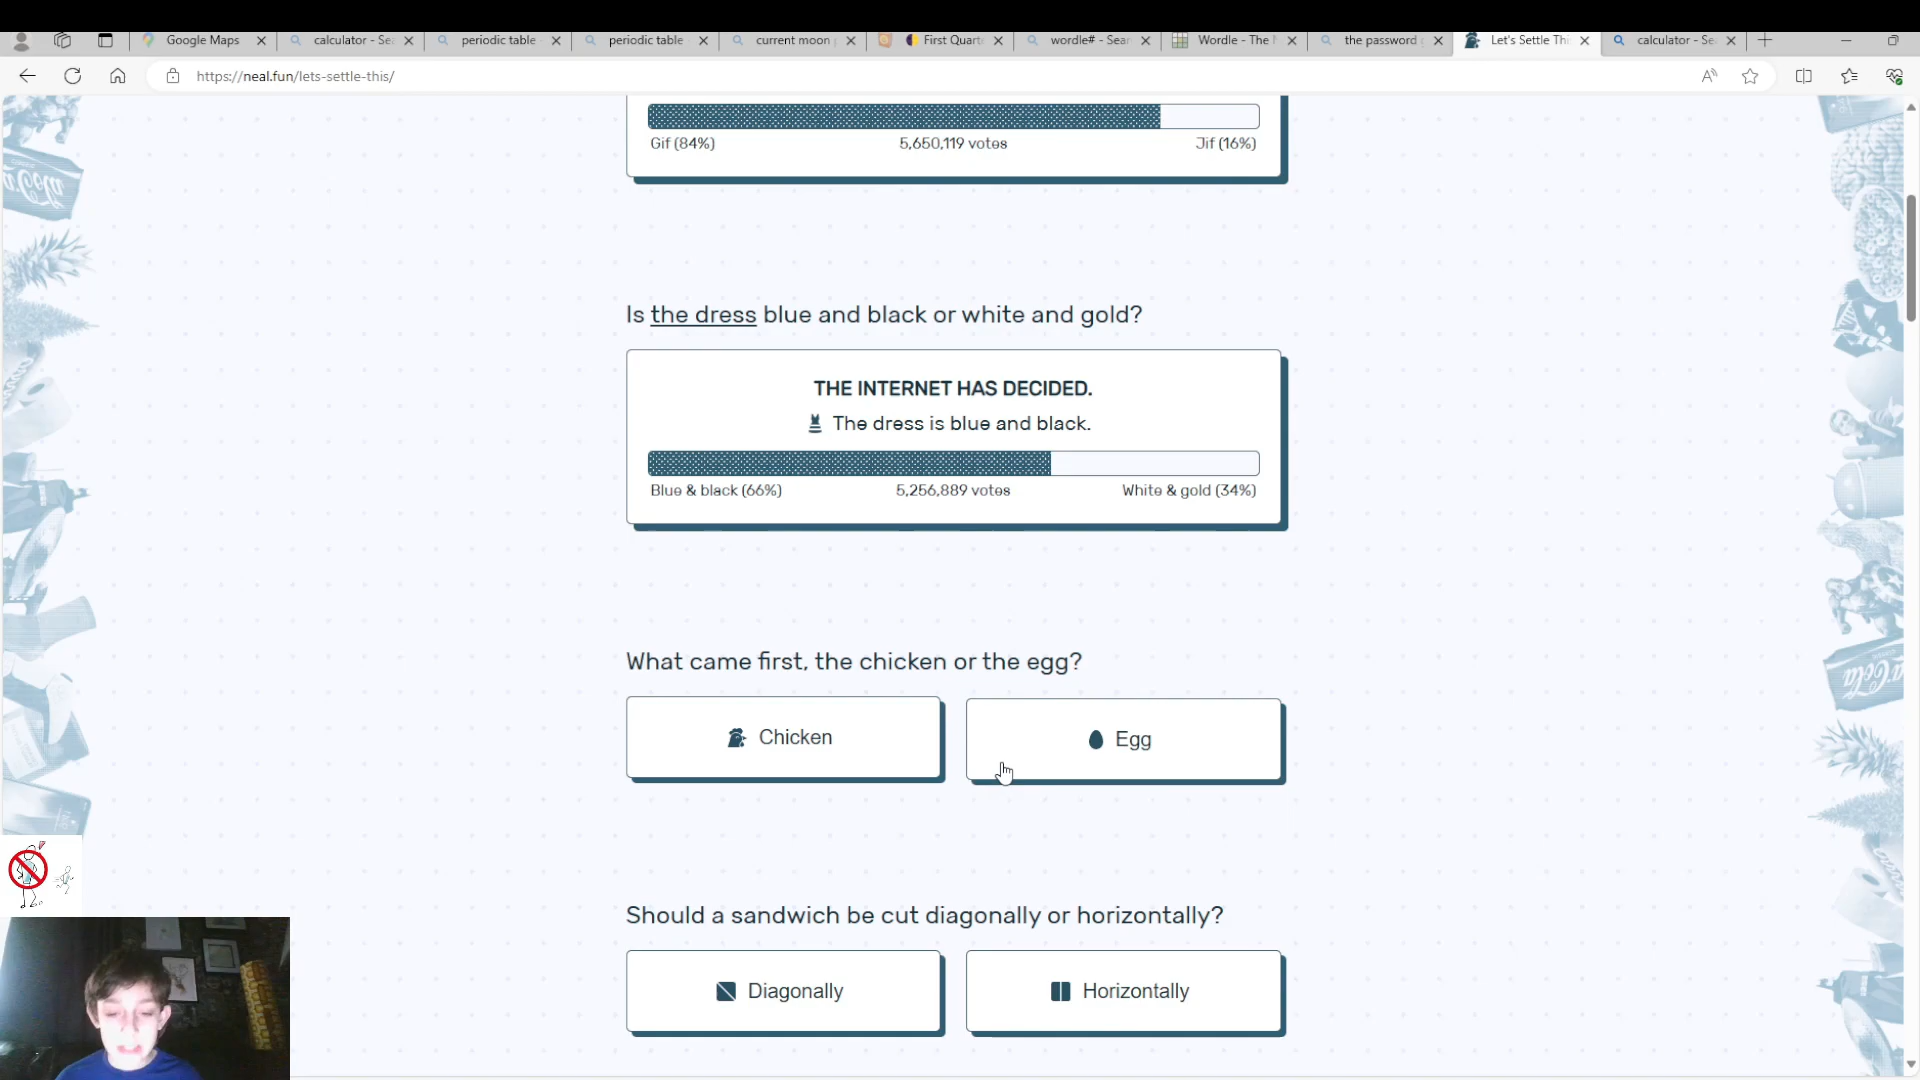 Google Maps
calculator - Se
periodic table
periodic table
current moon
First Quart
wordle# - Sear
Wordle - The
the password
Let's Settle Thi
calculator - Se
https://neal.fun/lets-settle-this/
Gif (84%)
5,650,119 votes
Jif (16%)
Is the dress blue and black or white and gold?
THE INTERNET HAS DECIDED.
The dress is blue and black.
Blue & black (66%)
5,256,889 votes
White & gold (34%)
What came first, the chicken or the egg?
Chicken
Egg
Should a sandwich be cut diagonally or horizontally?
Diagonally
Horizontally